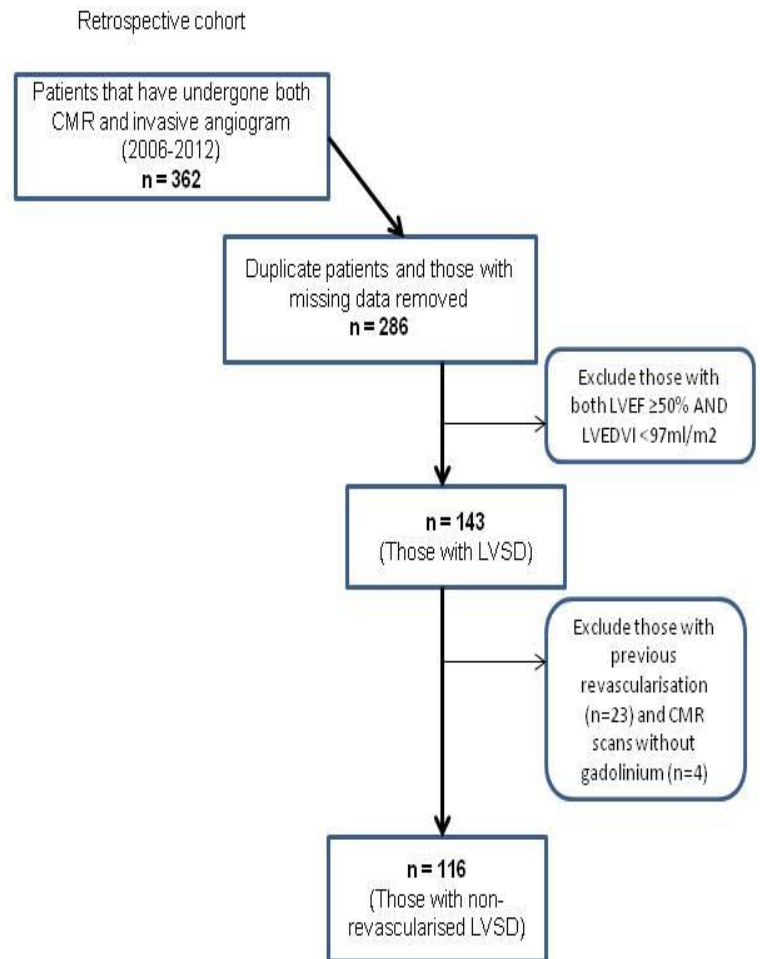 Retrospective cohort
Patients that have undergone both
CMR and invasive angiogram
(2006-2012)
n = 362
Duplicate patients and those with
missing data removed
n = 286
Exclude those with
both LVEF ≥50% AND
LVEDVI <97ml/m2
n = 143
(Those with LVSD)
Exclude those with
previous
revascularisation
(n=23) and CMR
scans without
gadolinium (n=4)
n = 116
(Those with non-
revascularised LVSD)